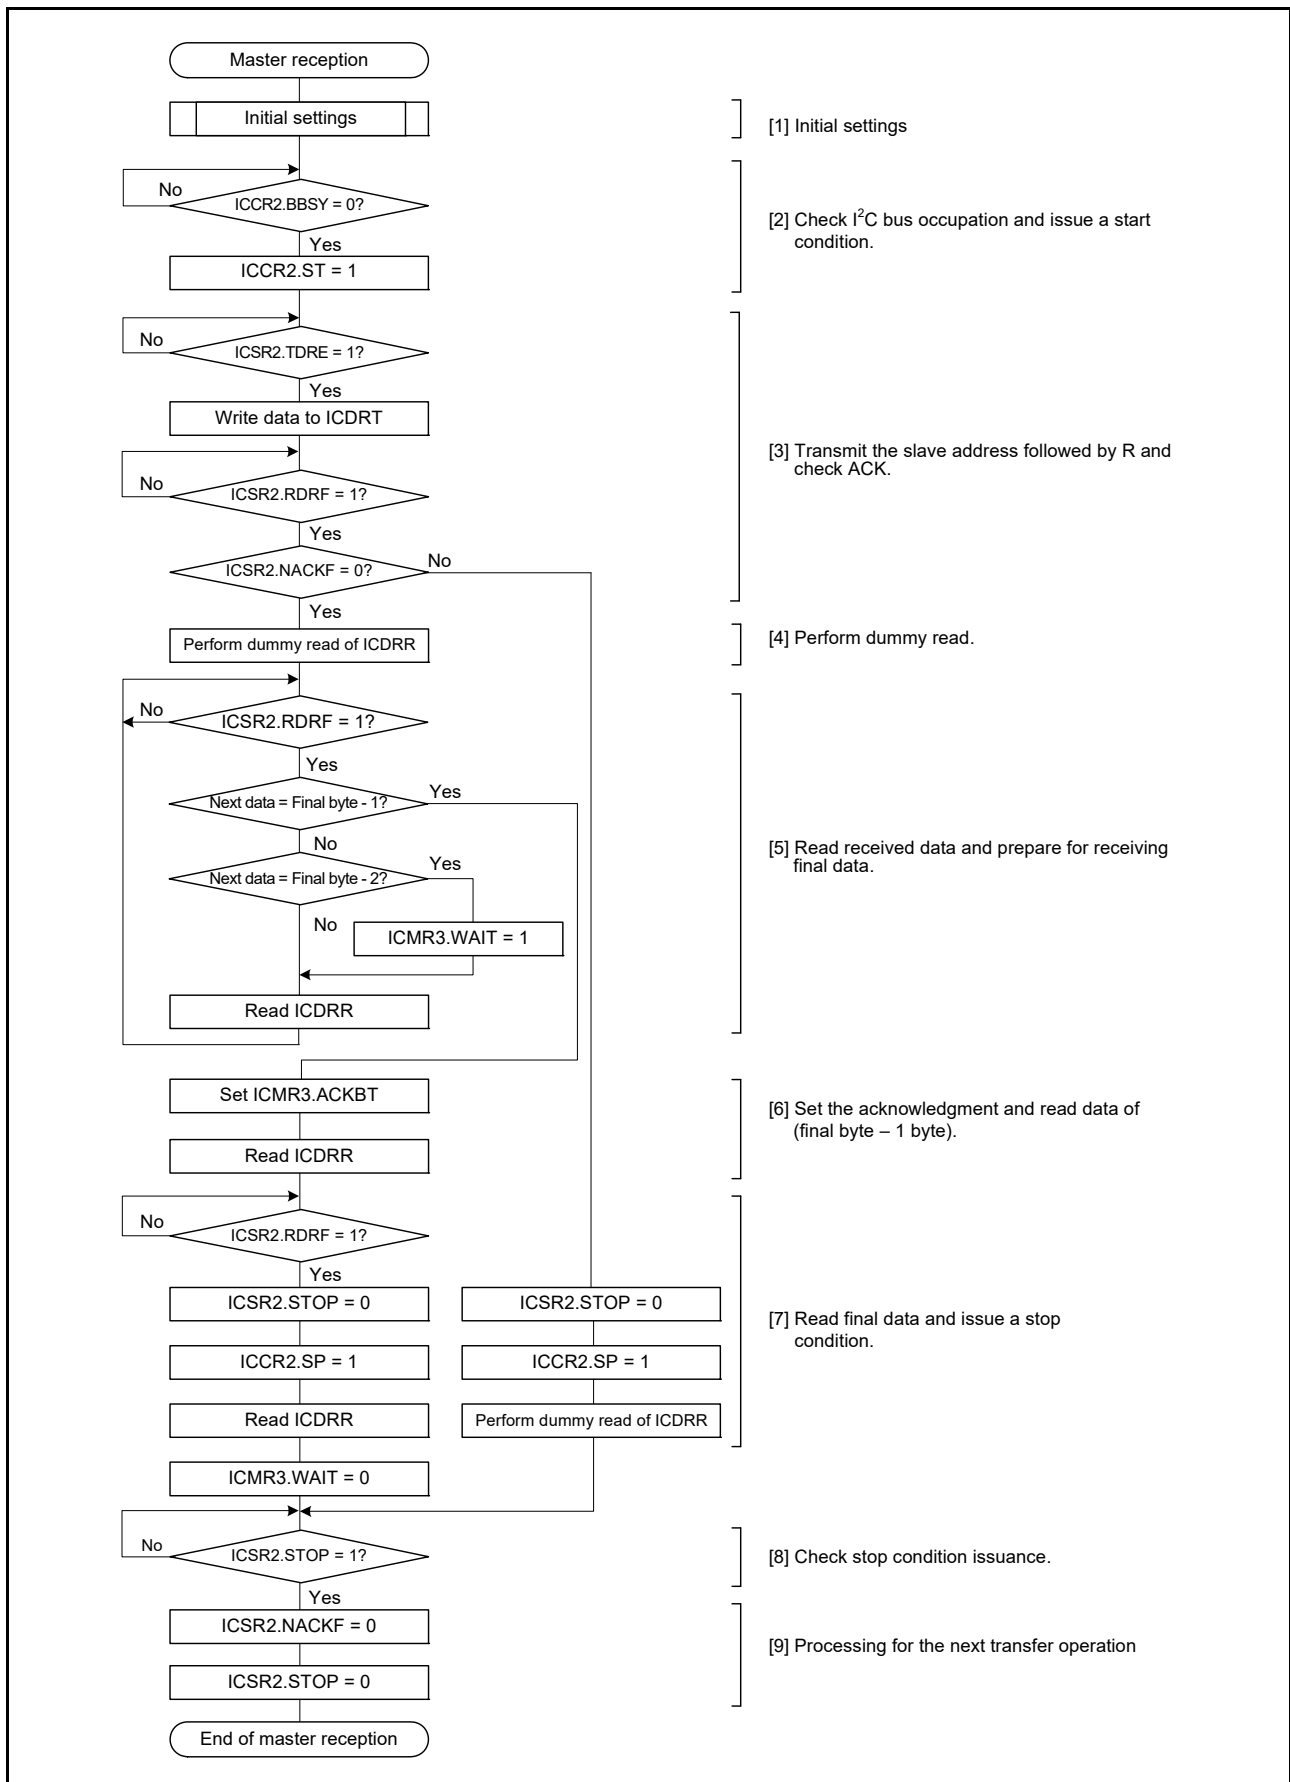 Master reception
Initial settings
[1] Initial settings
No
ICCR2.BBSY = 0?
Yes
[2] Check I²C bus occupation and issue a start
condition.
ICCR2.ST = 1
No
ICSR2.TDRE = 1?
Yes
Write data to ICDRT
[3] Transmit the slave address followed by R and
check ACK.
No
ICSR2.RDRF = 1?
Yes
ICSR2.NACKF = 0?
No
Yes
Perform dummy read of ICDRR
[4] Perform dummy read.
No
ICSR2.RDRF = 1?
Yes
Next data = Final byte - 1?
Yes
No
Next data = Final byte - 2?
Yes
[5] Read received data and prepare for receiving
final data.
No
ICMR3.WAIT = 1
Read ICDRR
Set ICMR3.ACKBT
[6] Set the acknowledgment and read data of
(final byte – 1 byte).
Read ICDRR
No
ICSR2.RDRF = 1?
Yes
ICSR2.STOP = 0
ICSR2.STOP = 0
[7] Read final data and issue a stop
condition.
ICCR2.SP = 1
ICCR2.SP = 1
Read ICDRR
Perform dummy read of ICDRR
ICMR3.WAIT = 0
No
ICSR2.STOP = 1?
[8] Check stop condition issuance.
Yes
ICSR2.NACKF = 0
[9] Processing for the next transfer operation
ICSR2.STOP = 0
End of master reception